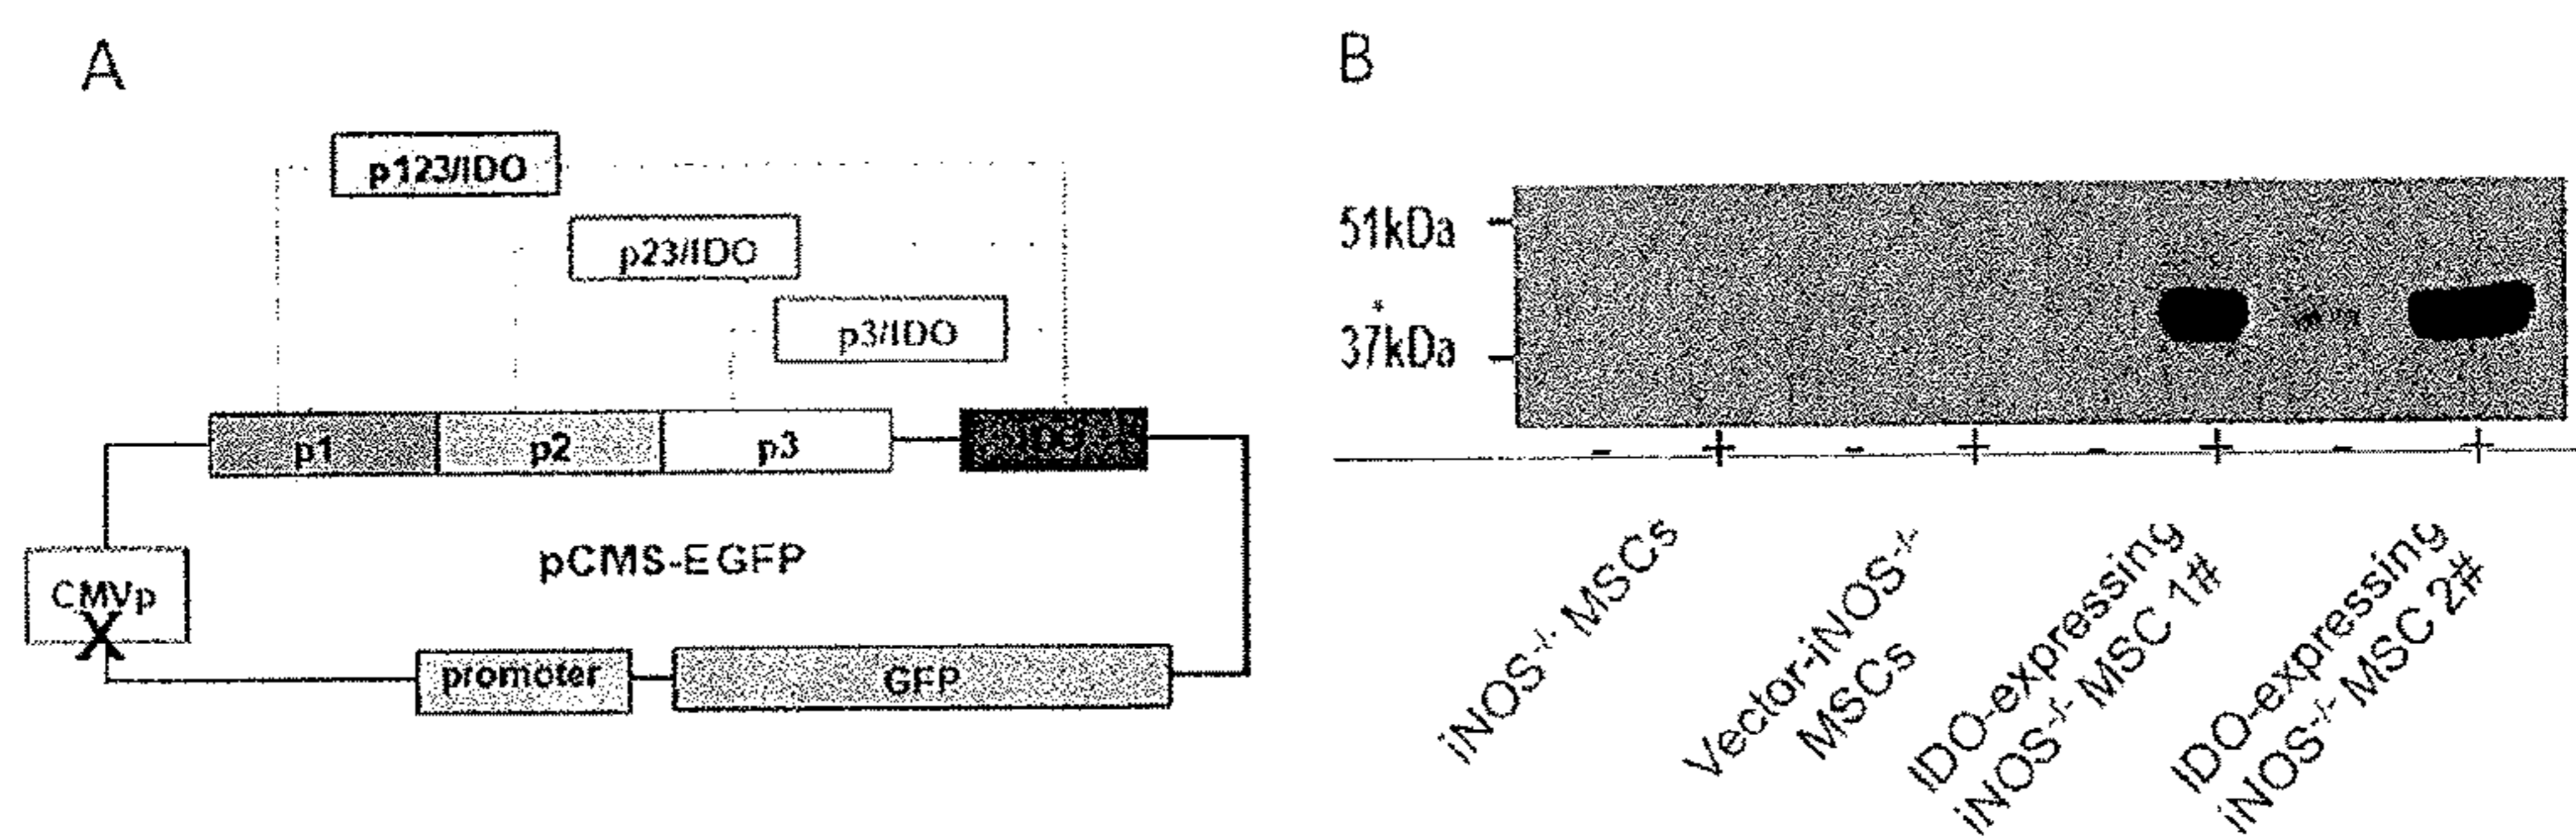 A
B
p123/IDO
p23/IDO
p3/IDO
p1
p2
p3
IDO
pCMS-EGFP
CMVp
X
promoter
GFP
51kDa
*
37kDa
- + - + - + - +
iNOS-/- MSCs
Vector-iNOS-/-
MSCs
IDO-expressing
iNOS-/- MSC 1#
IDO-expressing
iNOS-/- MSC 2#